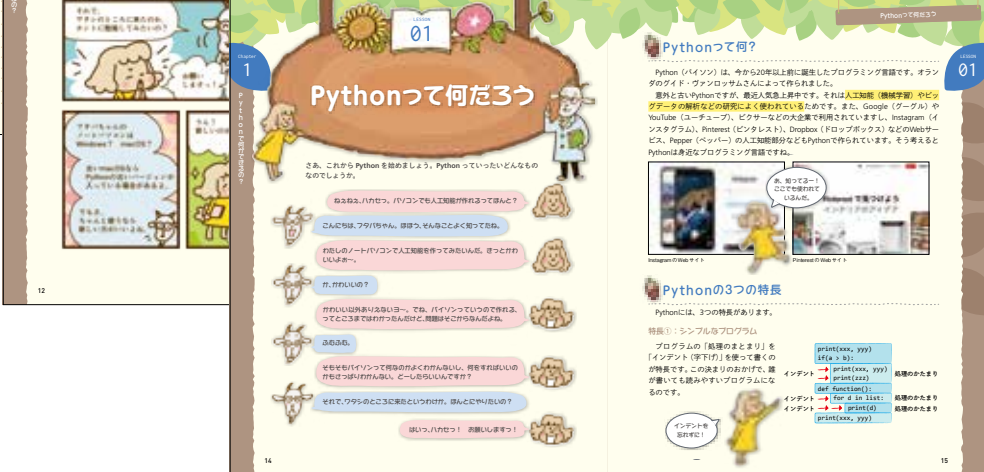 12
Chapter
1
Pythonで何ができるの？
LESSON
01
Pythonって何だろう
さあ、これから Python を始めましょう。Python っていったいどんなもの
なのでしょうか。
ねえねえ、ハカセっ。パソコンでも人工知能が作れるってほんと？
こんにちは、フタバちゃん。ほほう、そんなことよく知ってたね。
わたしのノートパソコンで人工知能を作ってみたいんだ。きっとかわ
いいよぉ〜。
か、かわいいの？
かわいい以外ありえないヨー。でね、パイソンっていうので作れる、
ってところまではわかったんだけど、問題はそこからなんだよね。
ふむふむ。
そもそもパイソンって何なのかよくわかんないし、何をすればいいの
かもさっぱりわかんない。どーしたらいいんですか？
それで、ワタシのところに来たというわけか。ほんとにやりたいの？
はいっ、ハカセっ！　お願いしますっ！
14
Pythonって何だろう
LESSON
01
Pythonって何？
Python（パイソン）は、今から20年以上前に誕生したプログラミング言語です。オラン
ダのグイド・ヴァンロッサムさんによって作られました。
意外と古いPythonですが、最近人気急上昇中です。それは人工知能（機械学習）やビッ
グデータの解析などの研究によく使われているためです。また、Google（グーグル）や
YouTube（ユーチューブ）、ピクサーなどの大企業で利用されていますし、Instagram（イ
ンスタグラム）、Pinterest（ピンタレスト）、Dropbox（ドロップボックス）などのWebサー
ビス、Pepper（ペッパー）の人工知能部分などもPythonで作られています。そう考えると
Pythonは身近なプログラミング言語ですね。
あ、知ってるー！
ここでも使われて
いるんだ。
InstagramのWebサイト
PinterestのWebサイト
Pythonの3つの特長
Pythonには、3つの特長があります。
特長①：シンプルなプログラム
プログラムの「処理のまとまり」を
「インデント（字下げ）」を使って書くの
が特長です。この決まりのおかげで、誰
が書いても読みやすいプログラムにな
るのです。
インデントを
忘れずに！
print(xxx, yyy)
if(a > b):
インデント → print(xxx, yyy) 処理のかたまり
→ print(zzz)
def function():
インデント → for d in list: 処理のかたまり
インデント → → print(d) 処理のかたまり
print(xxx, yyy)
15